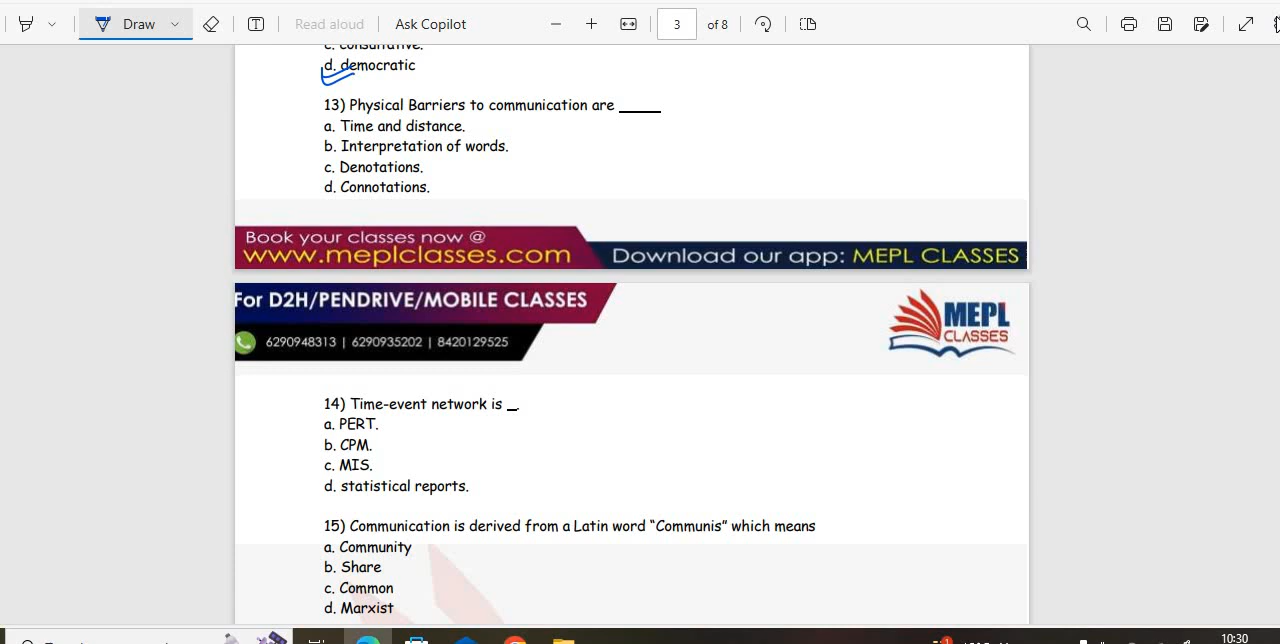 Draw
Read aloud
Ask Copilot
3
of 8
c. consultative.
d. democratic
13) Physical Barriers to communication are _____
a. Time and distance.
b. Interpretation of words.
c. Denotations.
d. Connotations.
Book your classes now @
www.meplclasses.com
Download our app: MEPL CLASSES
For D2H/PENDRIVE/MOBILE CLASSES
6290948313 | 6290935202 | 8420129525
MEPL
CLASSES
14) Time-event network is _.
a. PERT.
b. CPM.
c. MIS.
d. statistical reports.
15) Communication is derived from a Latin word “Communis” which means
a. Community
b. Share
c. Common
d. Marxist
1
10:30